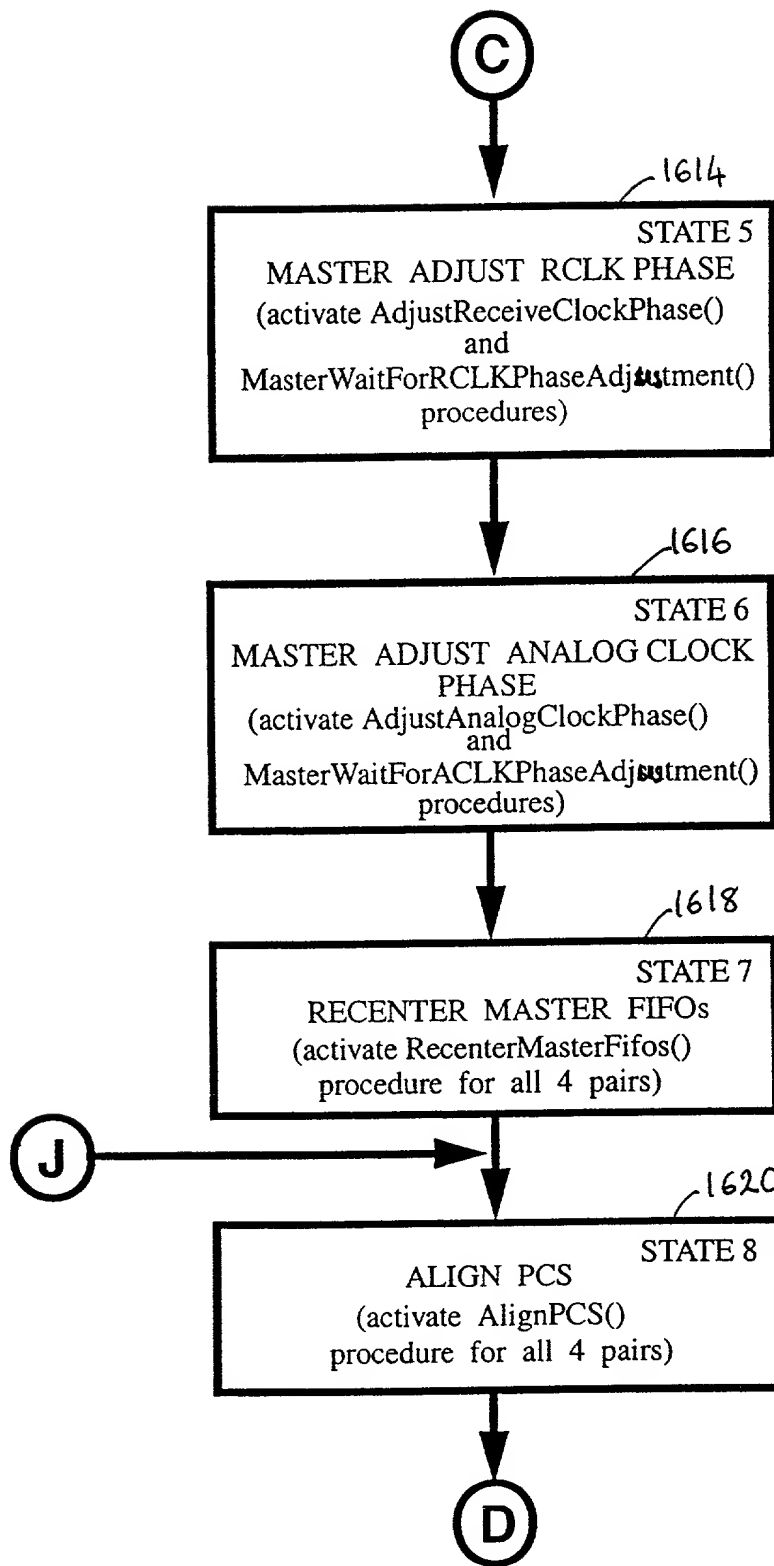 C
1614
STATE 5
MASTER ADJUST RCLK PHASE
(activate AdjustReceiveClockPhase()
and
MasterWaitForRCLKPhaseAdjustment()
procedures)
1616
STATE 6
MASTER ADJUST ANALOG CLOCK
PHASE
(activate AdjustAnalogClockPhase()
and
MasterWaitForACLKPhaseAdjustment()
procedures)
1618
STATE 7
RECENTER MASTER FIFOs
(activate RecenterMasterFifos()
procedure for all 4 pairs)
J
1620
STATE 8
ALIGN PCS
(activate AlignPCS()
procedure for all 4 pairs)
D